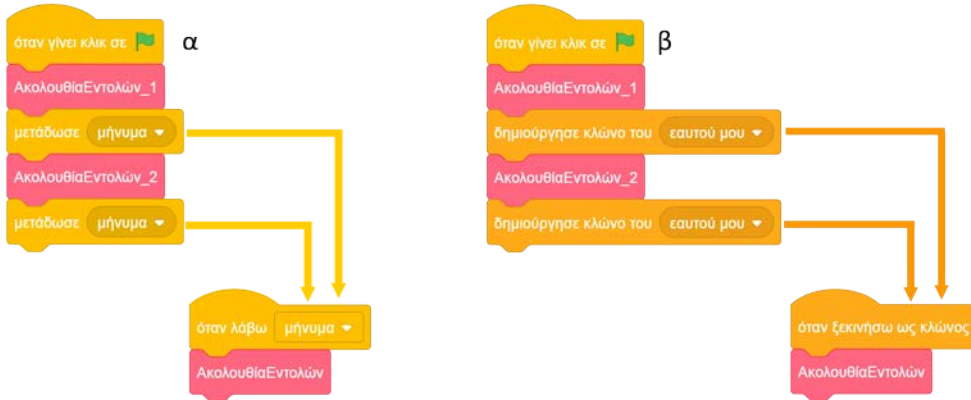 όταν γίνει κλικ σε
α
ΑκολουθίαΕντολών_1
μετάδωσε μήνυμα
ΑκολουθίαΕντολών_2
μετάδωσε μήνυμα
όταν λάβω μήνυμα
ΑκολουθίαΕντολών
όταν γίνει κλικ σε
β
ΑκολουθίαΕντολών_1
δημιούργησε κλώνο του εαυτού μου
ΑκολουθίαΕντολών_2
δημιούργησε κλώνο του εαυτού μου
όταν ξεκινήσω ως κλώνος
ΑκολουθίαΕντολών